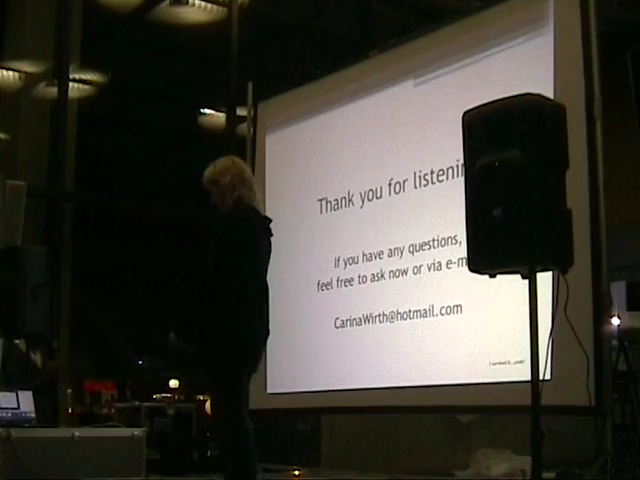 Thank you for listenin
If you have any questions,
feel free to ask now or via e-m
CarinaWirth@hotmail.com